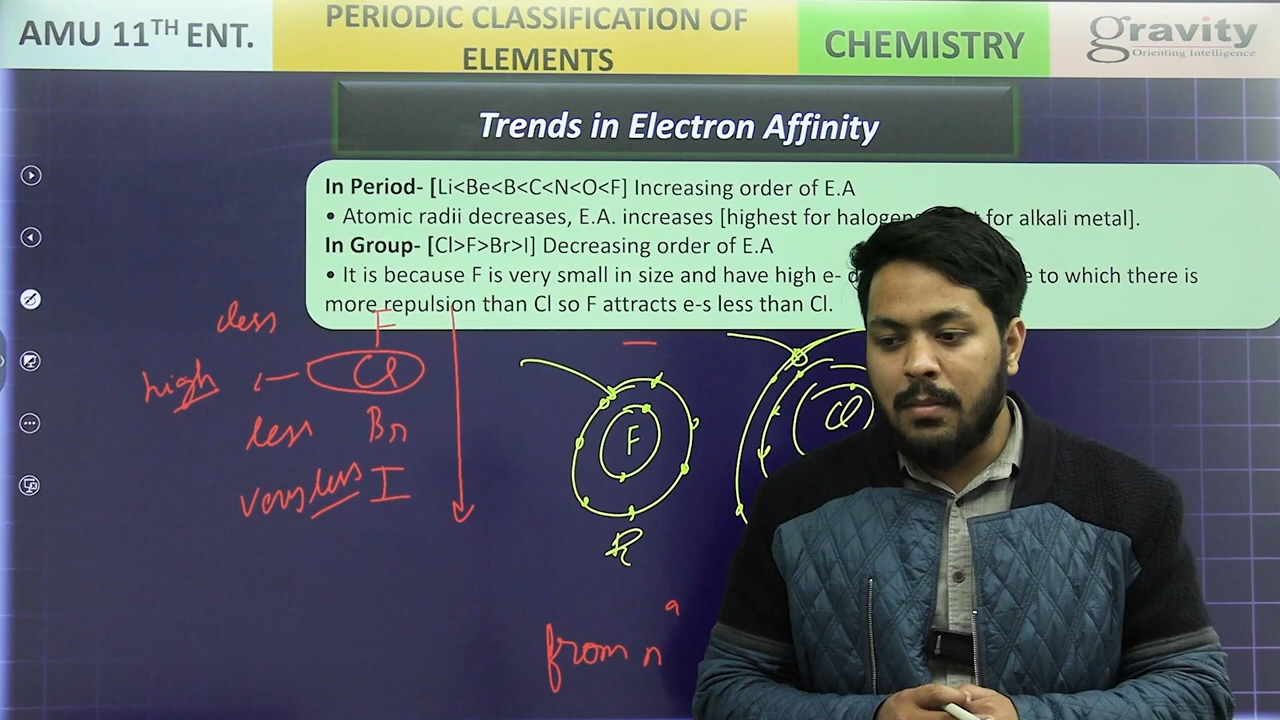 AMU 11TH ENT.
PERIODIC CLASSIFICATION OF
ELEMENTS
CHEMISTRY
gravity
Orienting Intelligence
Trends in Electron Affinity
In Period- [Li<Be<B<C<N<O<F] Increasing order of E.A
• Atomic radii decreases, E.A. increases [highest for halogens for alkali metal].
In Group- [Cl>F>Br>I] Decreasing order of E.A
• It is because F is very small in size and have high e- to which there is
more repulsion than Cl so F attracts e-s less than Cl.
less F
high Cl
less Br
very less I
F
Cl
from n